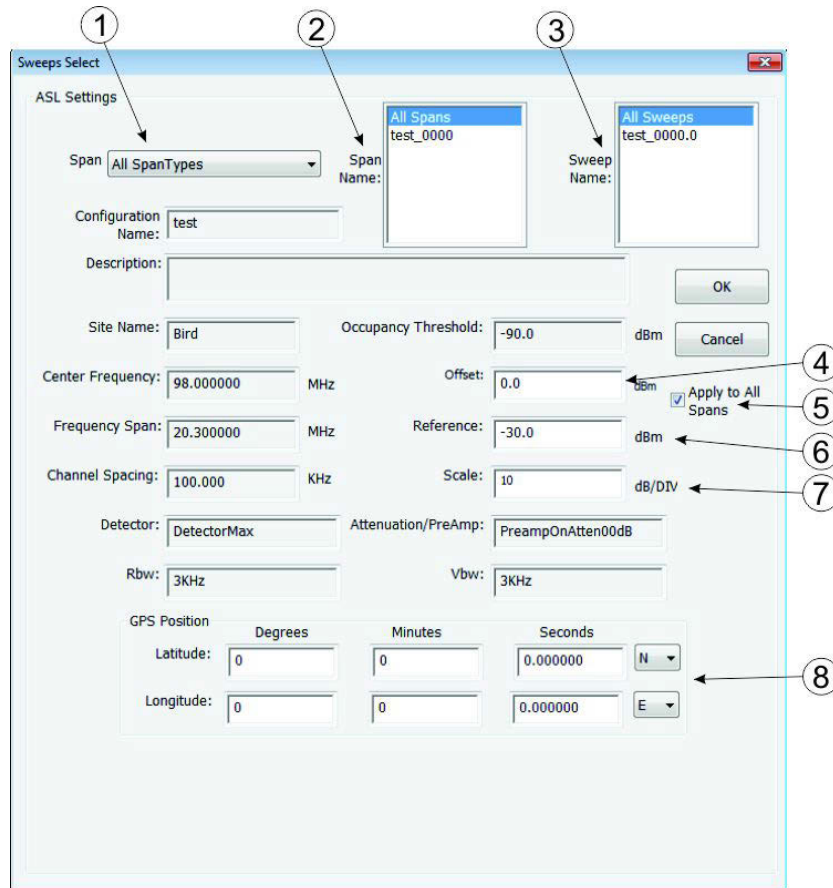 1
2
3
Sweeps Select
ASL Settings
Span
All SpanTypes
Span
Name:
All Spans
test_0000
Sweep
Name:
All Sweeps
test_0000.0
Configuration
Name:
test
Description:
OK
Site Name:
Bird
Occupancy Threshold:
-90.0
dBm
Cancel
4
Center Frequency:
98.000000
MHz
Offset:
0.0
dBm
Apply to All
Spans
5
Frequency Span:
20.300000
MHz
Reference:
-30.0
dBm
6
Channel Spacing:
100.000
KHz
Scale:
10
dB/DIV
7
Detector:
DetectorMax
Attenuation/PreAmp:
PreampOnAtten00dB
Rbw:
3KHz
Vbw:
3KHz
GPS Position
Degrees
Minutes
Seconds
Latitude:
0
0
0.000000
N
8
Longitude:
0
0
0.000000
E